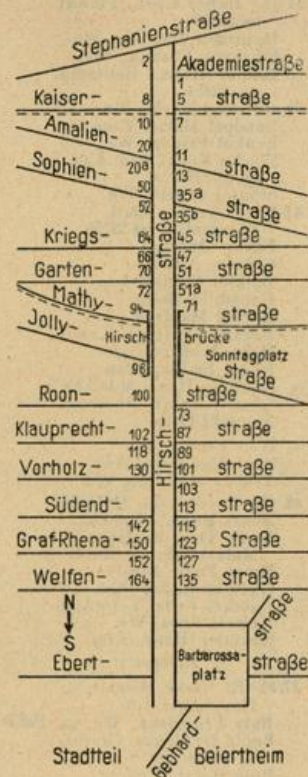 Stephanienstraße
2 Akademiestraße
1
Kaiser- 8 5 straße
Amalien- 10 7
20
Sophien- 20a 11 straße
13
50 35a
52 35b straße
Kriegs- 64 45 straße
66 47
Garten- 70 51 straße
72 51a
Mathy- 94 71 straße
Jolly- Hirsch brücke
Sonntagplatz
96 straße
Roon- 100 straße
73
Klauprecht- 102 87 straße
118 89
Vorholz- 130 101 straße
103
Südend- 113 straße
142 115
Graf-Rhena- 150 123 Straße
152 127
Welfen- 164 135 straße
Hirsch- straße
N
S
Ebert- Barbarossa- straße
platz
Gebhard- straße
Stadtteil Beiertheim